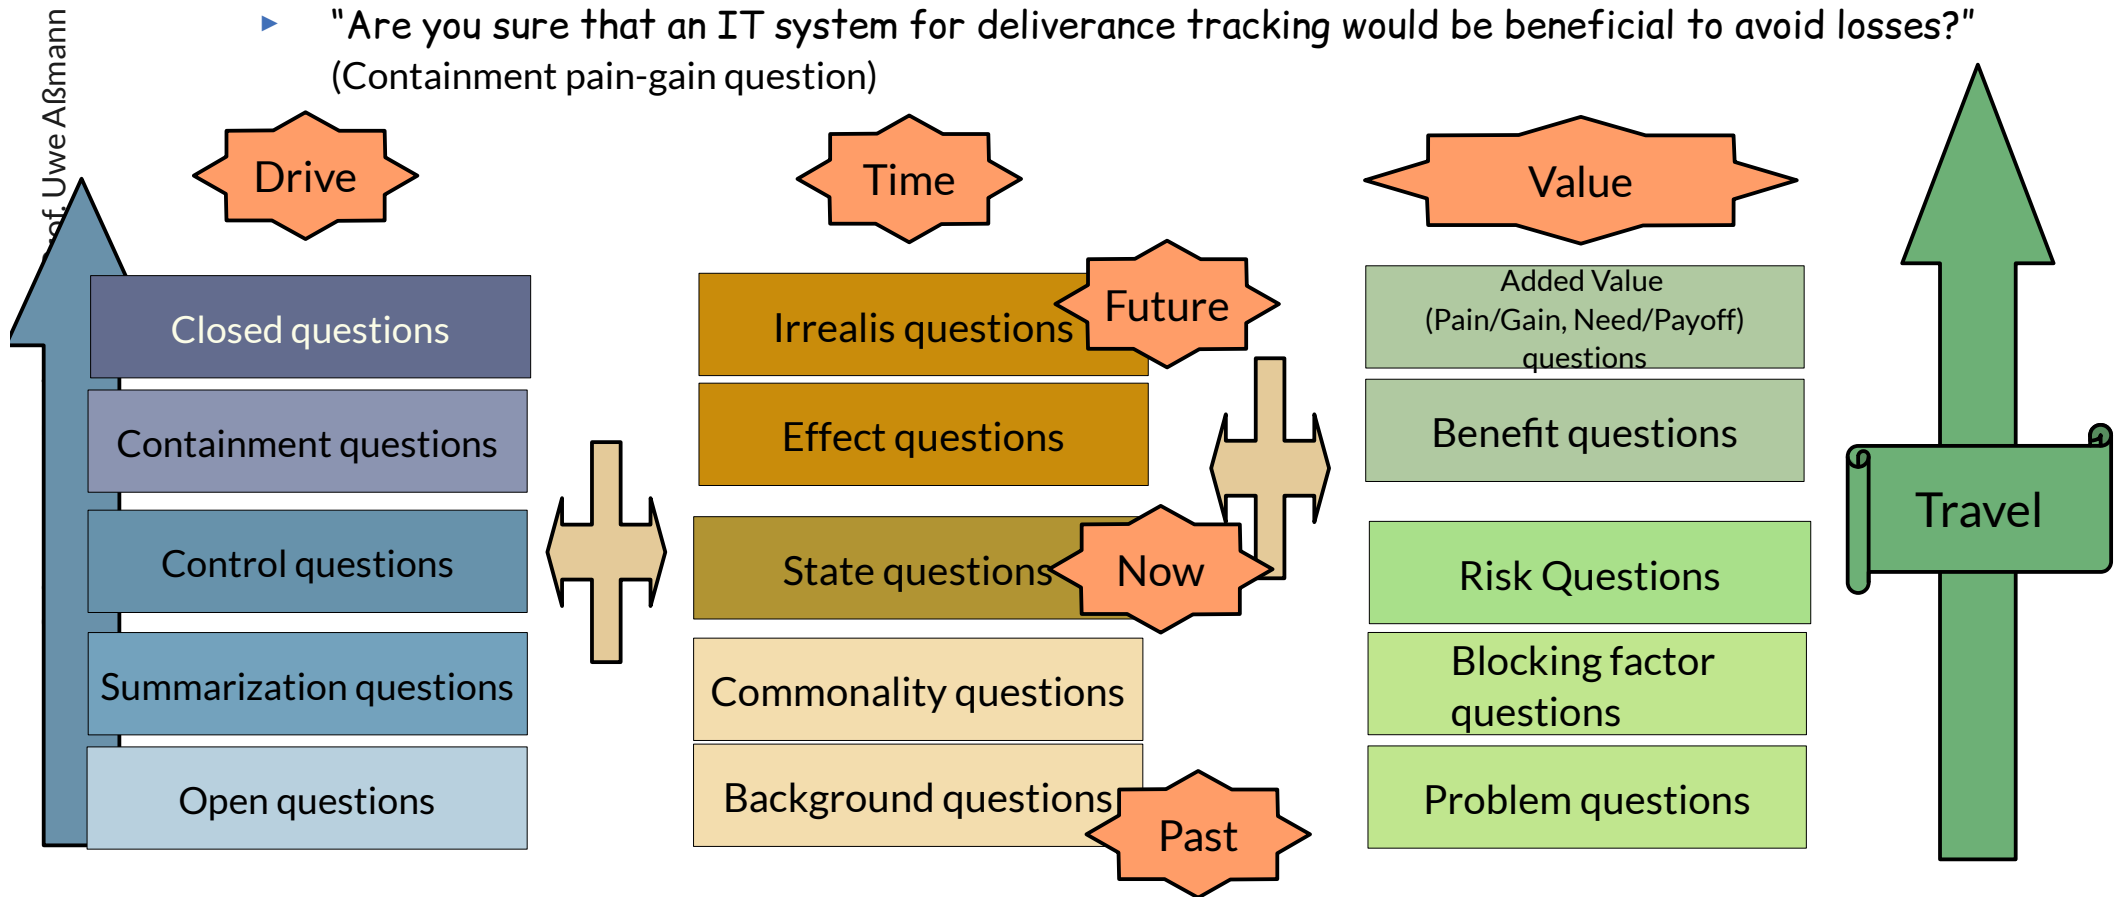 ► "Are you sure that an IT system for deliverance tracking would be beneficial to avoid losses?"
(Containment pain-gain question)
of. Uwe Aßmann
Drive
Time
Value
Closed questions
Containment questions
Control questions
Summarization questions
Open questions
Irrealis questions
Future
Effect questions
State questions
Now
Commonality questions
Background questions
Past
Added Value
(Pain/Gain, Need/Payoff)
questions
Benefit questions
Risk Questions
Blocking factor
questions
Problem questions
Travel